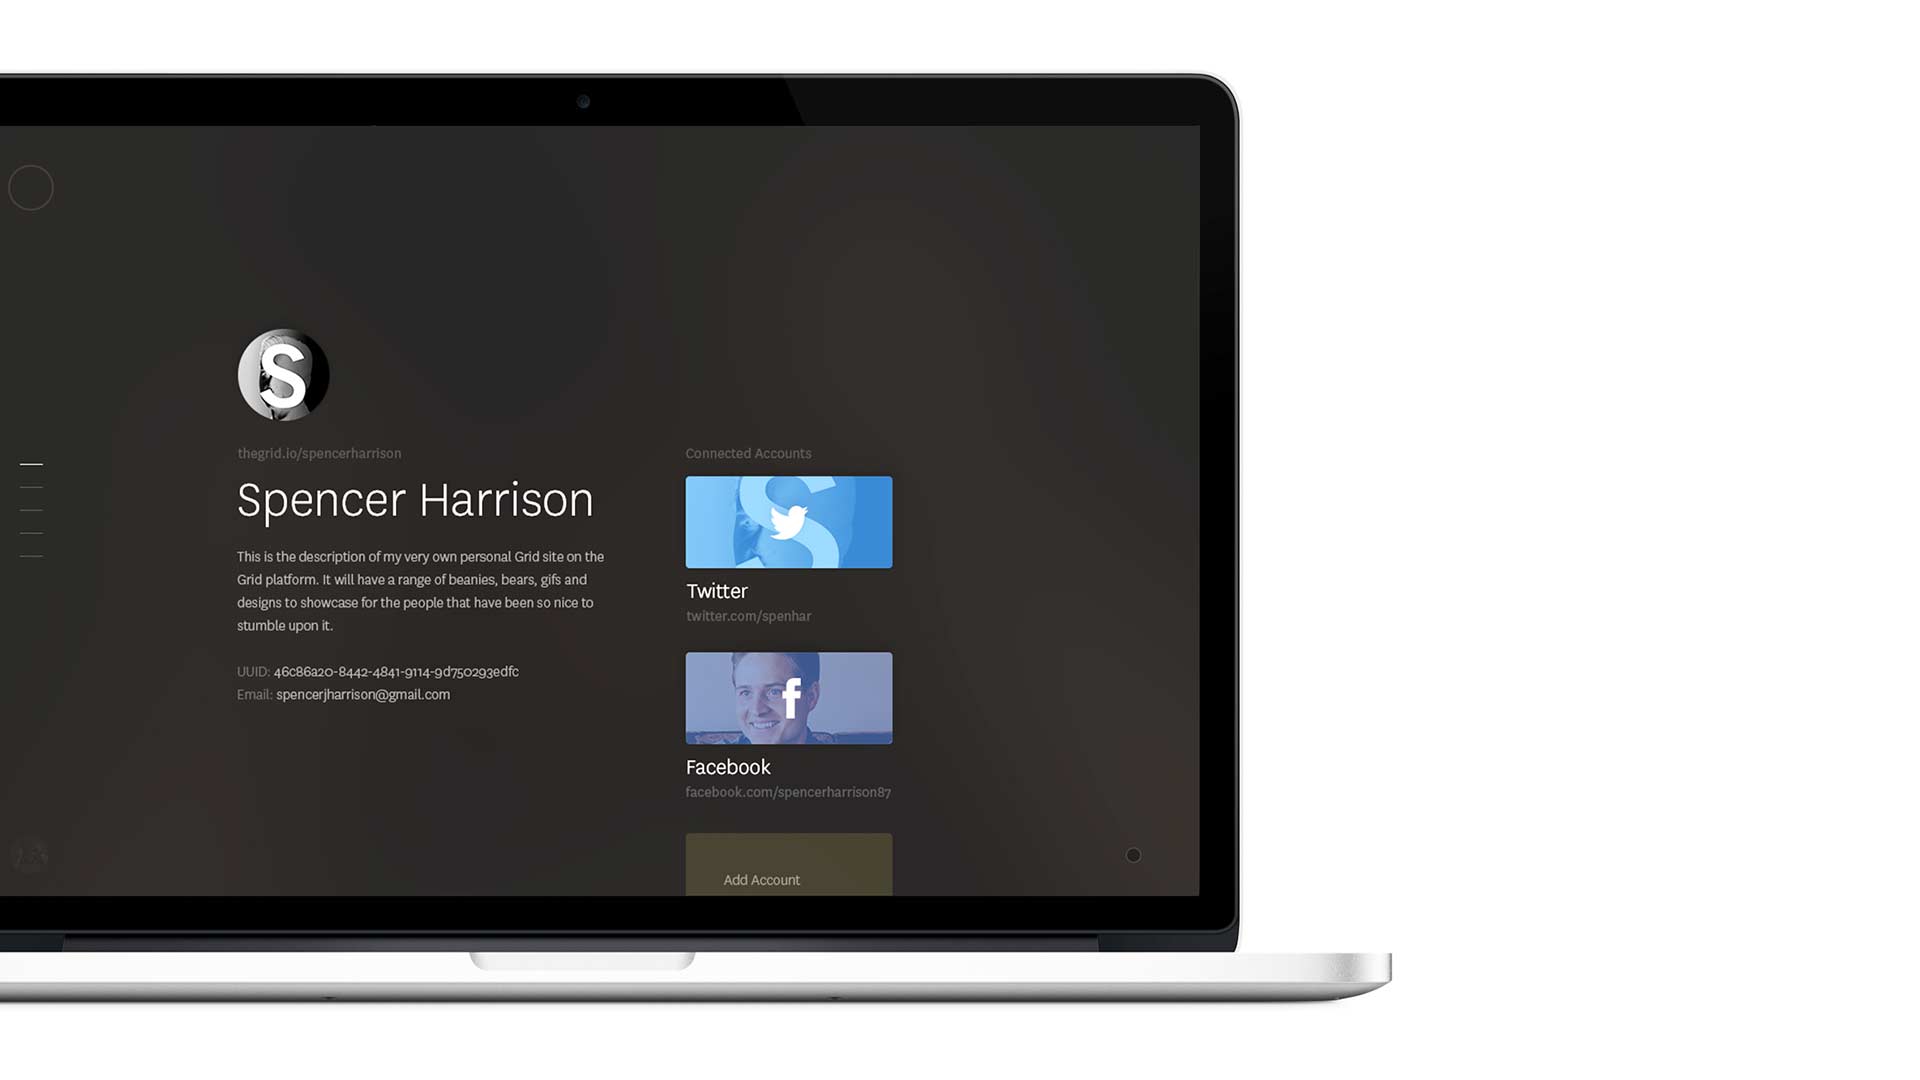 S
thegrid.io/spencerharrison
Spencer Harrison
This is the description of my very own personal Grid site on the
Grid platform. It will have a range of beanies, bears, gifs and
designs to showcase for the people that have been so nice to
stumble upon it.
UUID: 46c86a20-8442-4841-9114-9d750293edfc
Email: spencerjharrison@gmail.com
Connected Accounts
S
Twitter
twitter.com/spenhar
f
Facebook
facebook.com/spencerharrison87
Add Account